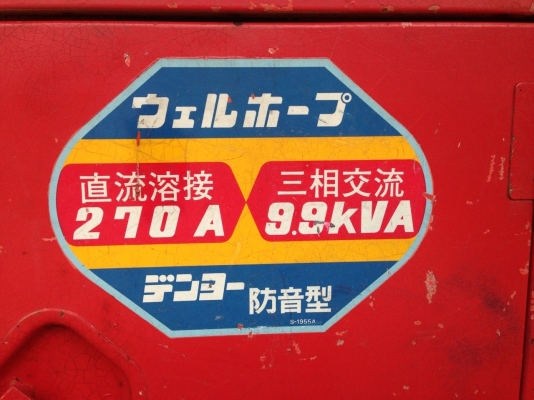 ウェルホープ
直流溶接 三相交流
270A 9.9kVA
デンヨー 防音型
S-1955A